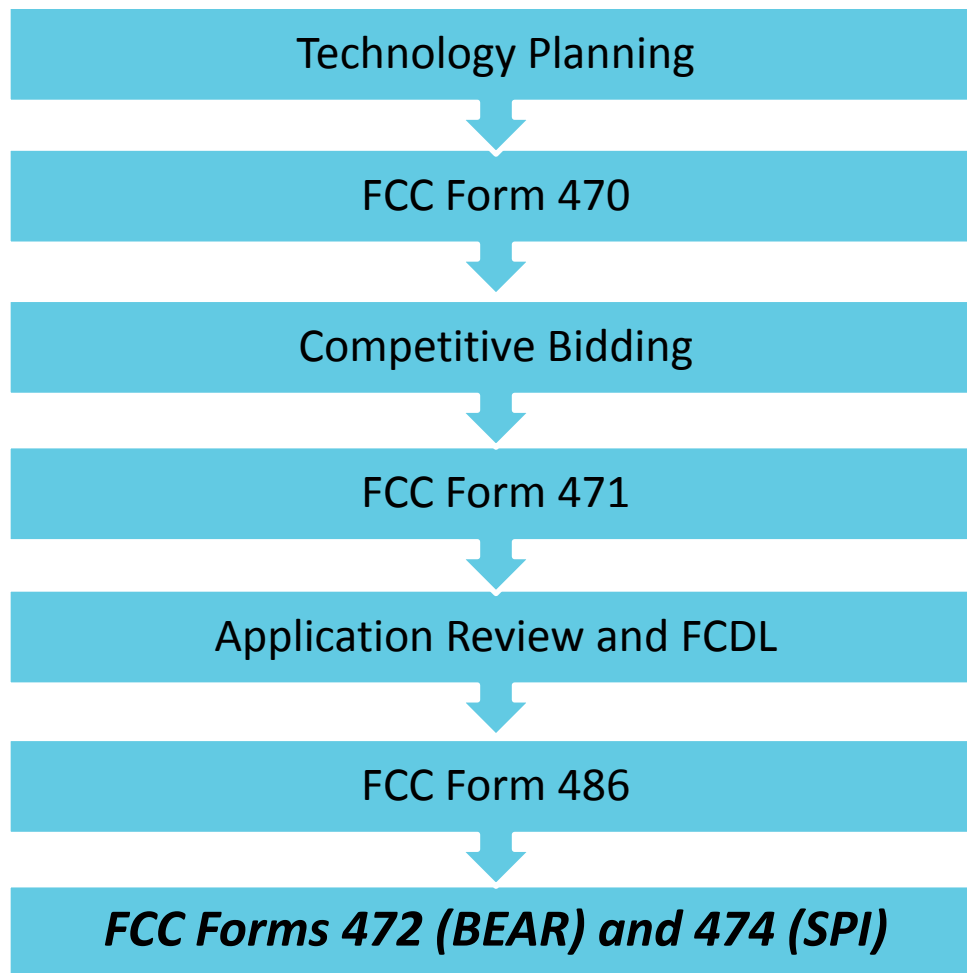 Technology Planning
FCC Form 470
Competitive Bidding
FCC Form 471
Application Review and FCDL
FCC Form 486
FCC Forms 472 (BEAR) and 474 (SPI)